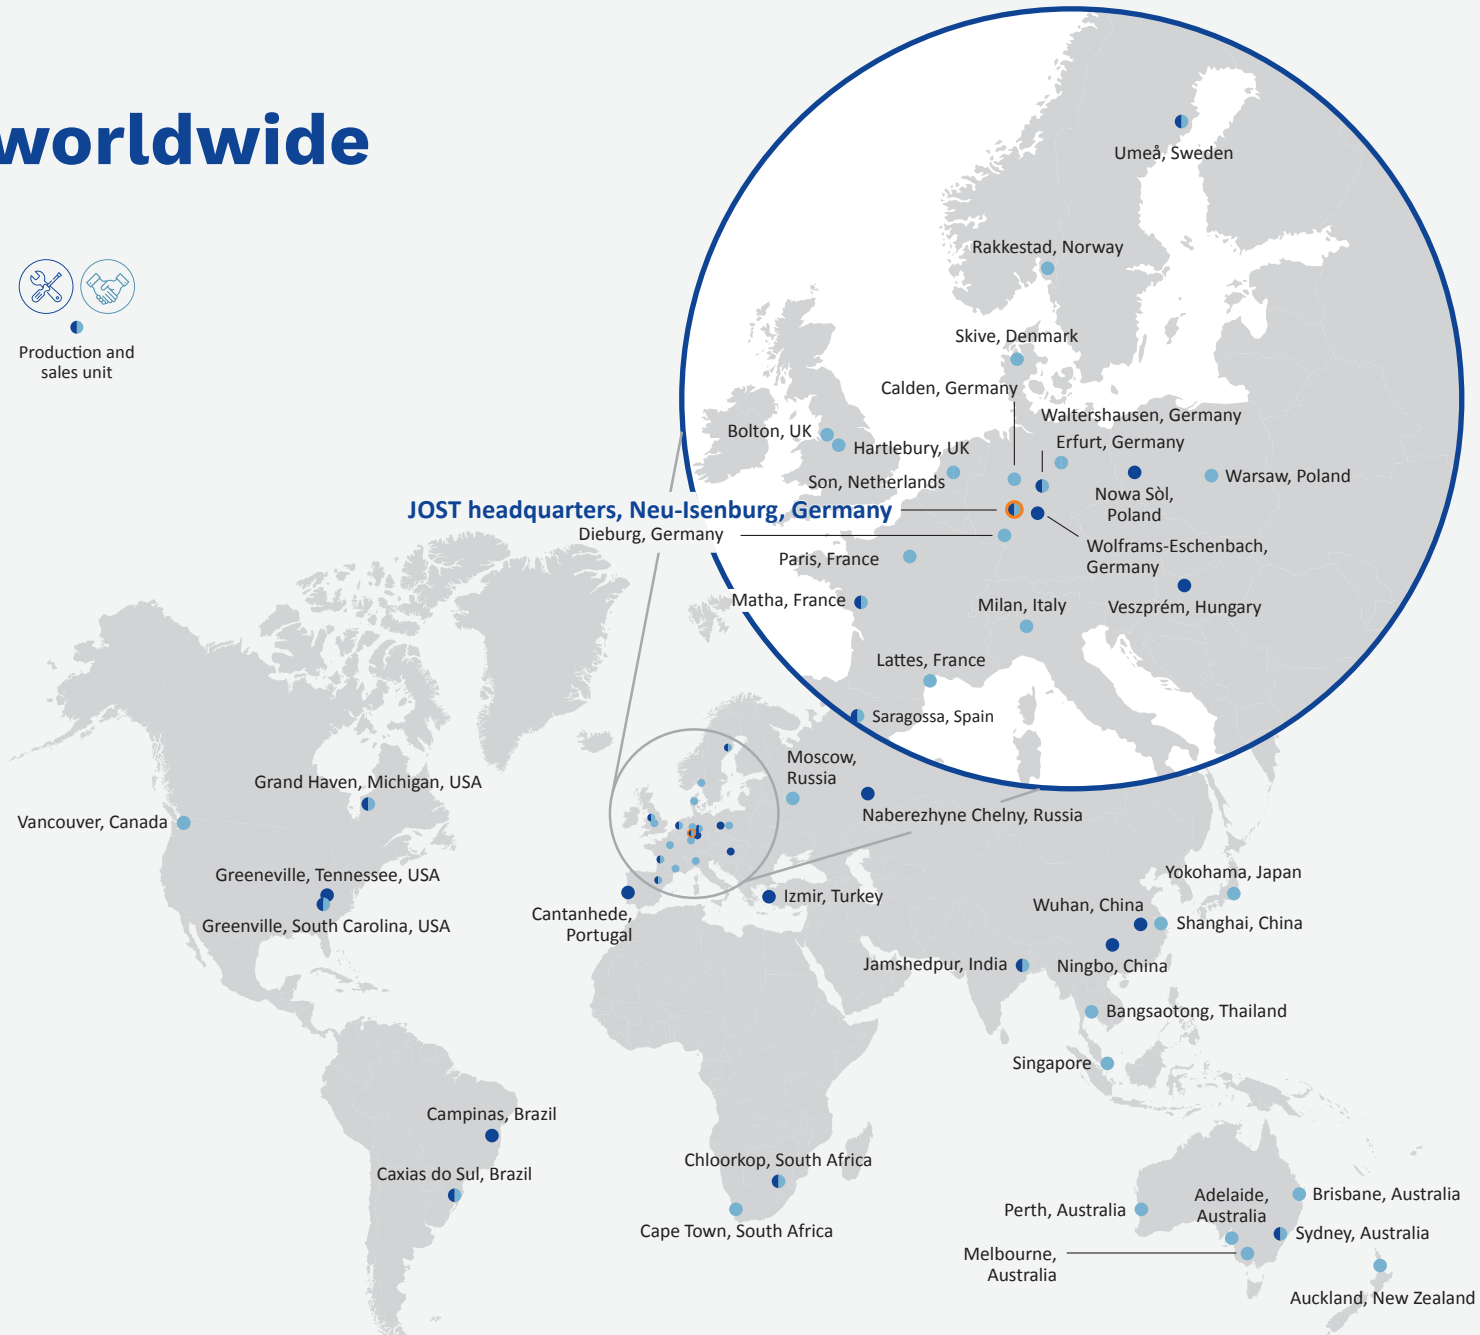 worldwide
Production and
sales unit
Umeå, Sweden
Rakkestad, Norway
Skive, Denmark
Calden, Germany
Waltershausen, Germany
Bolton, UK
Erfurt, Germany
Hartlebury, UK
Son, Netherlands
Warsaw, Poland
Nowa Sòl,
Poland
JOST headquarters, Neu-Isenburg, Germany
Dieburg, Germany
Wolframs-Eschenbach,
Germany
Paris, France
Matha, France
Milan, Italy
Veszprém, Hungary
Lattes, France
Saragossa, Spain
Moscow,
Russia
Naberezhyne Chelny, Russia
Grand Haven, Michigan, USA
Vancouver, Canada
Greeneville, Tennessee, USA
Greenville, South Carolina, USA
Cantanhede,
Portugal
Izmir, Turkey
Yokohama, Japan
Wuhan, China
Shanghai, China
Jamshedpur, India
Ningbo, China
Bangsaotong, Thailand
Singapore
Campinas, Brazil
Caxias do Sul, Brazil
Chloorkop, South Africa
Cape Town, South Africa
Perth, Australia
Adelaide,
Australia
Brisbane, Australia
Sydney, Australia
Melbourne,
Australia
Auckland, New Zealand